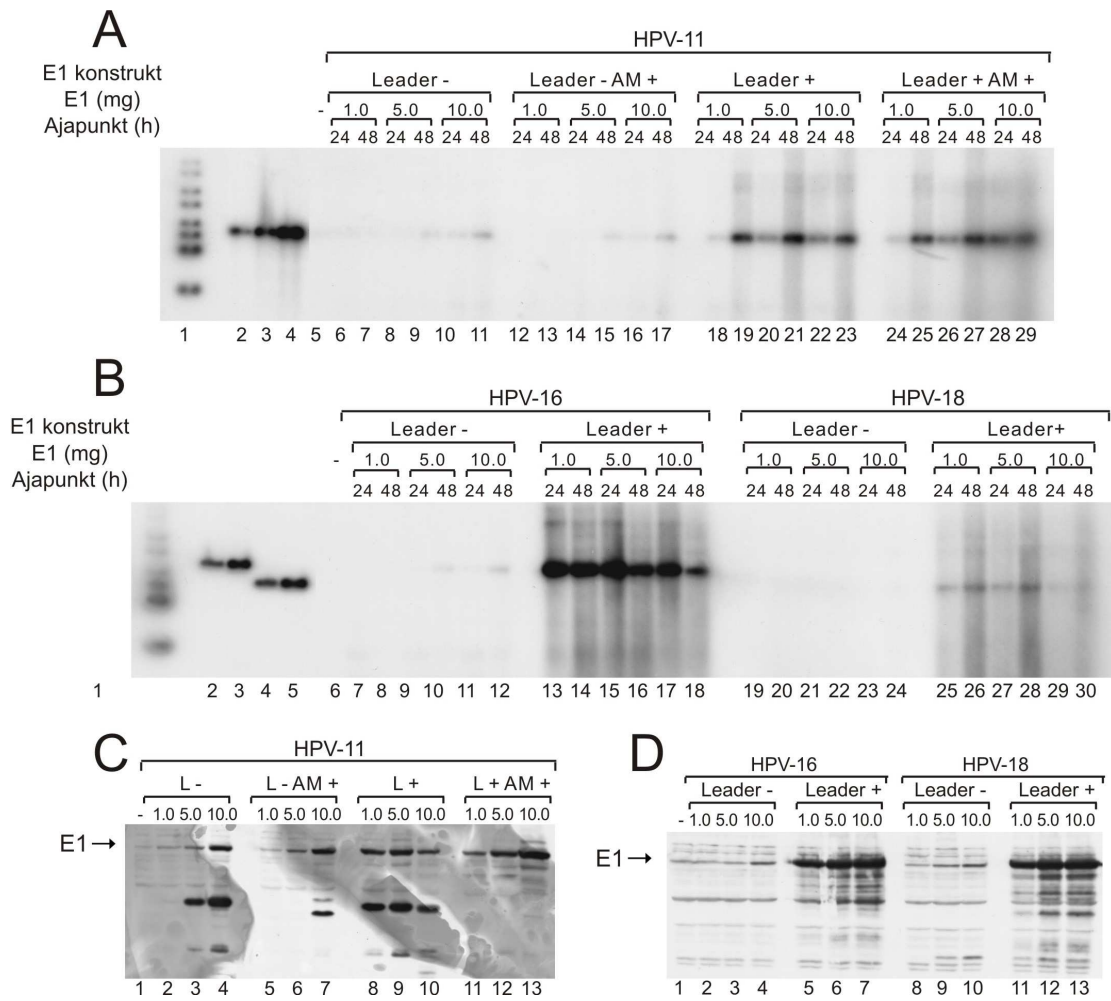 A
HPV-11
E1 konstrukt
Leader - Leader - AM + Leader + Leader + AM +
E1 (mg)
- 1.0 5.0 10.0 1.0 5.0 10.0 1.0 5.0 10.0 1.0 5.0 10.0
Ajapunkt (h)
24 48 24 48 24 48 24 48 24 48 24 48 24 48 24 48 24 48 24 48 24 48 24 48
1 2 3 4 5 6 7 8 9 10 11 12 13 14 15 16 17 18 19 20 21 22 23 24 25 26 27 28 29
B
HPV-16 HPV-18
E1 konstrukt
Leader - Leader + Leader - Leader+
E1 (mg)
- 1.0 5.0 10.0 1.0 5.0 10.0 1.0 5.0 10.0 1.0 5.0 10.0
Ajapunkt (h)
24 48 24 48 24 48 24 48 24 48 24 48 24 48 24 48 24 48 24 48 24 48 24 48
1 2 3 4 5 6 7 8 9 10 11 12 13 14 15 16 17 18 19 20 21 22 23 24 25 26 27 28 29 30
C
HPV-11
L - L - AM + L + L + AM +
- 1.0 5.0 10.0 1.0 5.0 10.0 1.0 5.0 10.0 1.0 5.0 10.0
E1 →
1 2 3 4 5 6 7 8 9 10 11 12 13
D
HPV-16 HPV-18
Leader - Leader + Leader - Leader +
- 1.0 5.0 10.0 1.0 5.0 10.0 1.0 5.0 10.0 1.0 5.0 10.0
E1 →
1 2 3 4 5 6 7 8 9 10 11 12 13